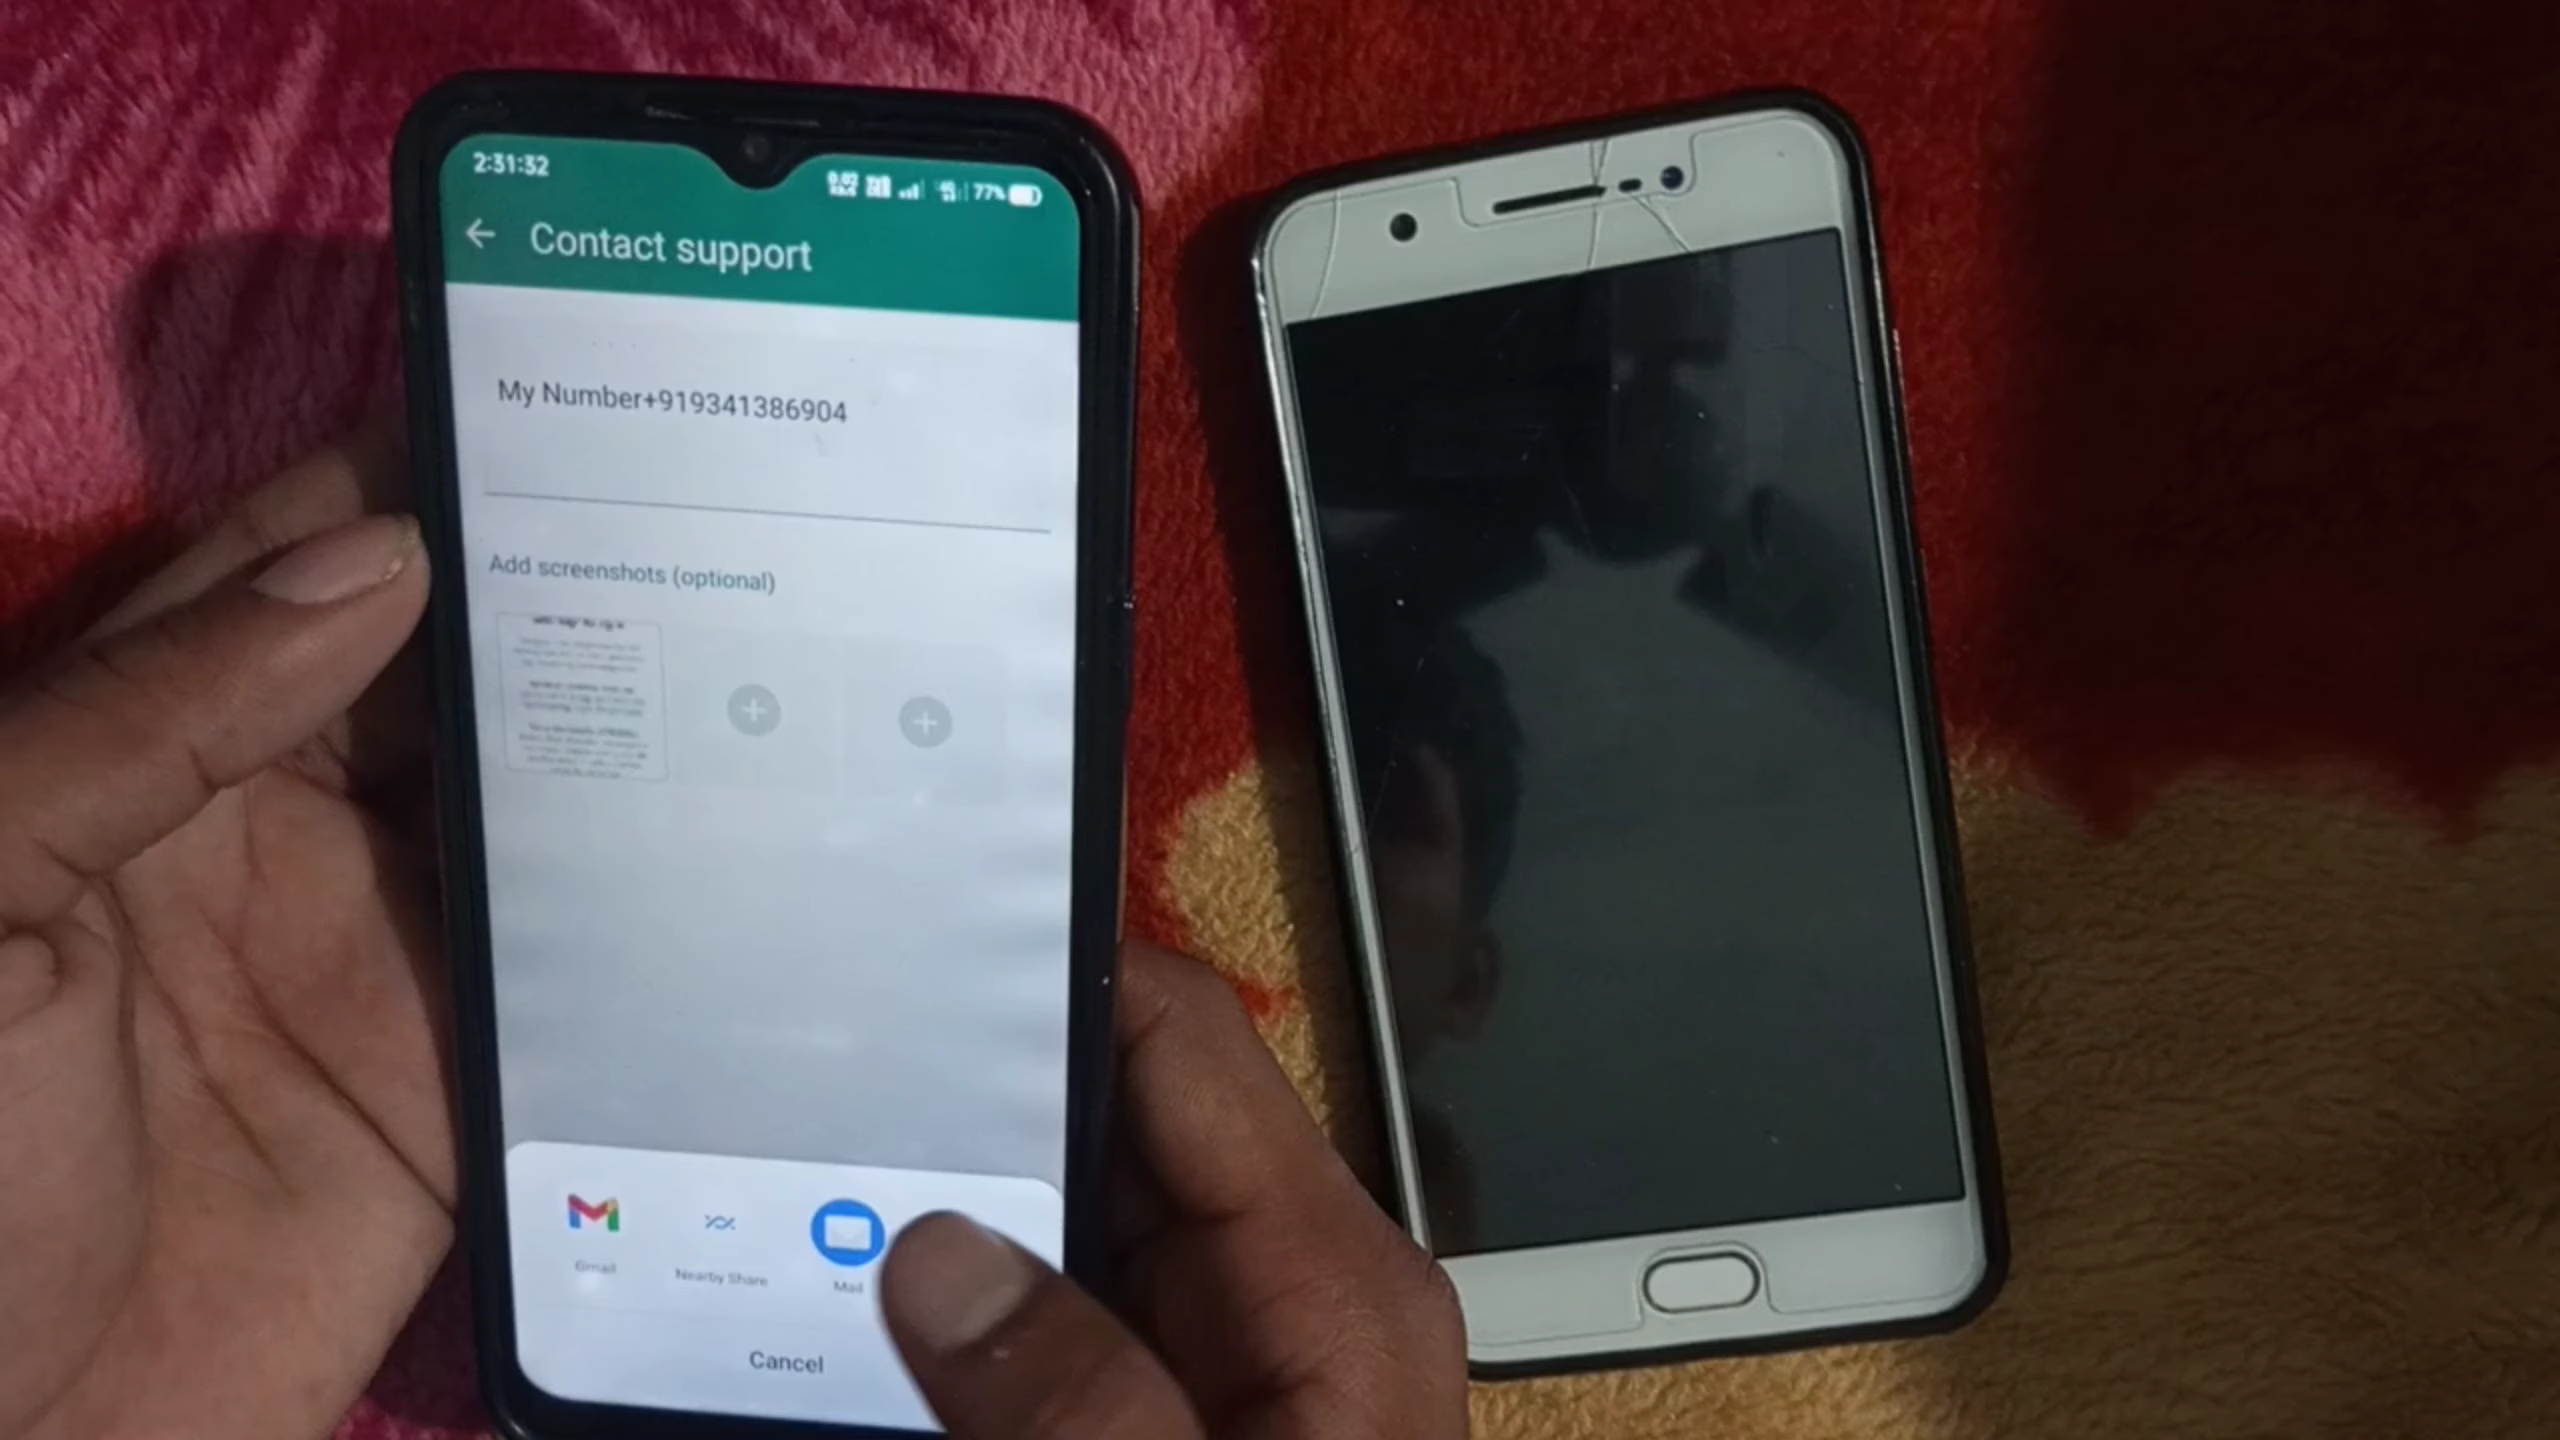 2:31:32
77%
Contact support
My Number+919341386904
Add screenshots (optional)
Gmail
Nearby Share
Mail
Cancel